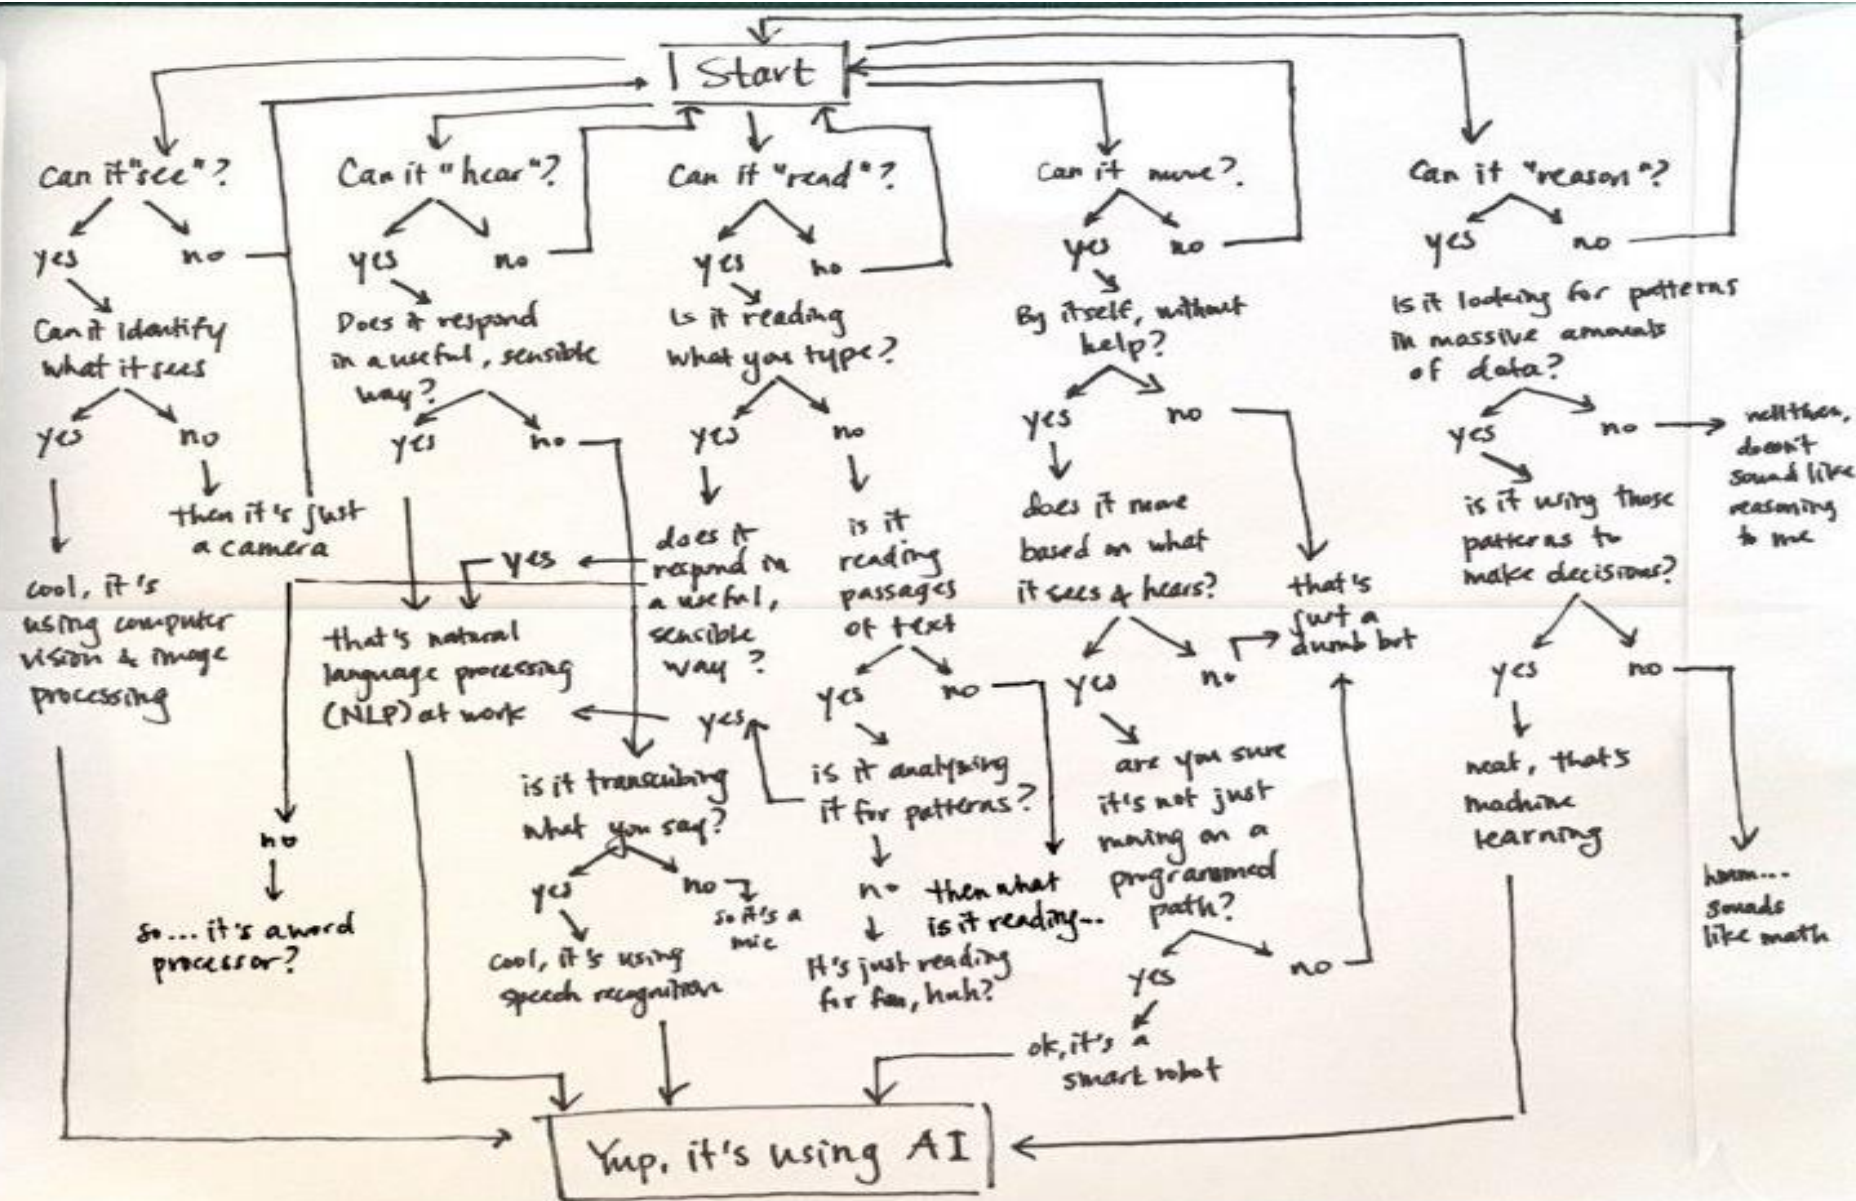 Start
Can it "see"?
yes
no
Can it identify
what it sees
yes
no
then it's just
a camera
cool, it's
using computer
vision & image
processing
Can it "hear"?
yes
no
Does it respond
in a useful, sensible
way?
yes
no
that's natural
language processing
(NLP) at work
is it transcribing
what you say?
yes
no
so it's a
mic
cool, it's using
speech recognition
Can it "read"?
yes
no
Is it reading
what you type?
yes
no
does it
respond in
a useful,
sensible
way?
yes
no
so... it's a word
processor?
is it
reading
passages
of text
yes
no
is it analyzing
it for patterns?
yes
no
it's just reading
for fun, huh?
then what
is it reading...
Can it move?
yes
no
By itself, without
help?
yes
no
does it move
based on what
it sees & hears?
yes
no
that's
just a
dumb bot
are you sure
it's not just
moving on a
programmed
path?
yes
no
ok, it's a
smart robot
Can it "reason"?
yes
no
Is it looking for patterns
in massive amounts
of data?
yes
no
well then,
doesn't
sound like
reasoning
to me
is it using those
patterns to
make decisions?
yes
no
neat, that's
machine
learning
hmm...
sounds
like math
Yup, it's using AI